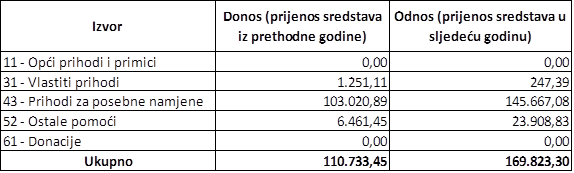 Izvor Donos (prijenos sredstava iz prethodne godine) Odnos (prijenos sredstava u sljedeću godinu)
11 - Opći prihodi i primici 0,00 0,00
31 - Vlastiti prihodi 1.251,11 247,39
43 - Prihodi za posebne namjene 103.020,89 145.667,08
52 - Ostale pomoći 6.461,45 23.908,83
61 - Donacije 0,00 0,00
Ukupno 110.733,45 169.823,30